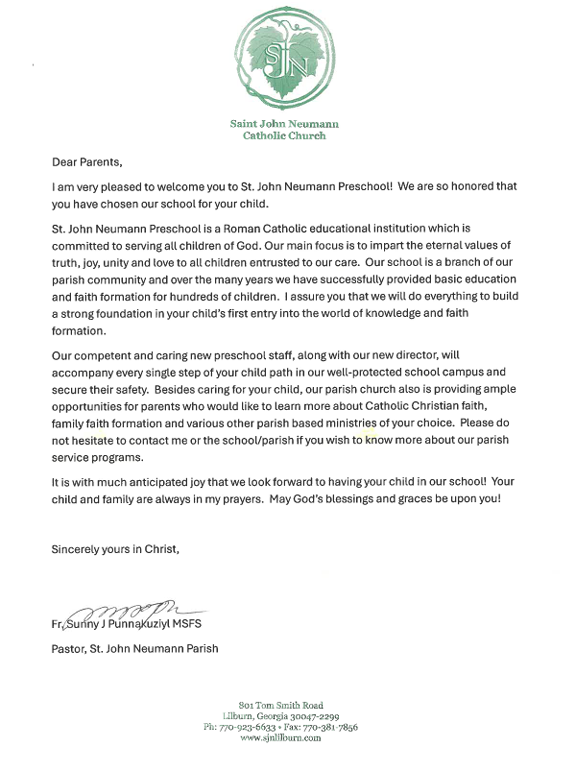 SJN
Saint John Neumann
Catholic Church
Dear Parents,
I am very pleased to welcome you to St. John Neumann Preschool!  We are so honored that
you have chosen our school for your child.
St. John Neumann Preschool is a Roman Catholic educational institution which is
committed to serving all children of God. Our main focus is to impart the eternal values of
truth, joy, unity and love to all children entrusted to our care.  Our school is a branch of our
parish community and over the many years we have successfully provided basic education
and faith formation for hundreds of children.  I assure you that we will do everything to build
a strong foundation in your child's first entry into the world of knowledge and faith
formation.
Our competent and caring new preschool staff, along with our new director, will
accompany every single step of your child path in our well-protected school campus and
secure their safety.  Besides caring for your child, our parish church also is providing ample
opportunities for parents who would like to learn more about Catholic Christian faith,
family faith formation and various other parish based ministries of your choice.  Please do
not hesitate to contact me or the school/parish if you wish to know more about our parish
service programs.
It is with much anticipated joy that we look forward to having your child in our school!  Your
child and family are always in my prayers.  May God's blessings and graces be upon you!
Sincerely yours in Christ,
Fr. Sunny J Punnakuziyl MSFS
Pastor, St. John Neumann Parish
801 Tom Smith Road
Lilburn, Georgia 30047-2299
Ph: 770-923-6633 • Fax: 770-381-7856
www.sjnlilburn.com